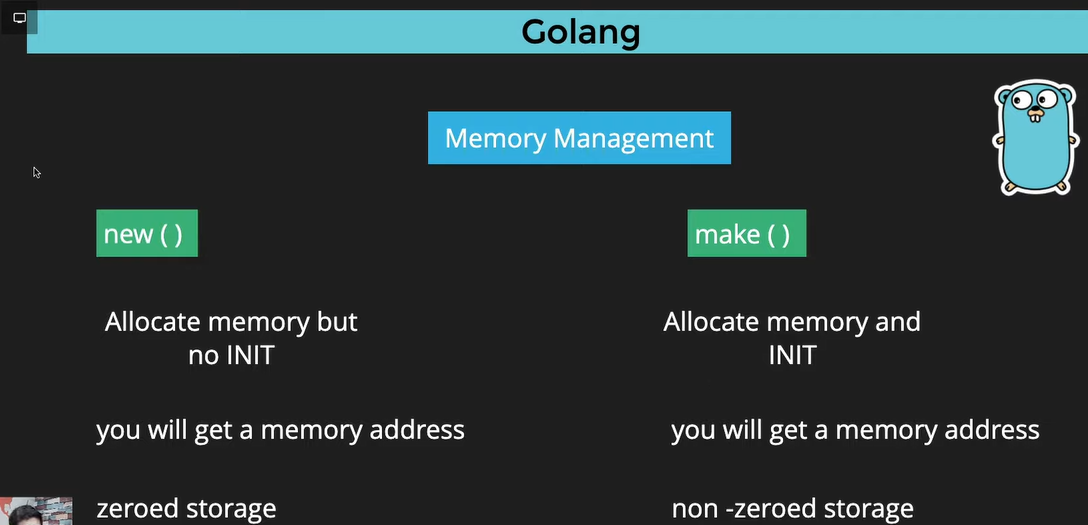 Golang
Memory Management
new ( )
make ( )
Allocate memory but
no INIT
Allocate memory and
INIT
you will get a memory address
you will get a memory address
zeroed storage
non -zeroed storage